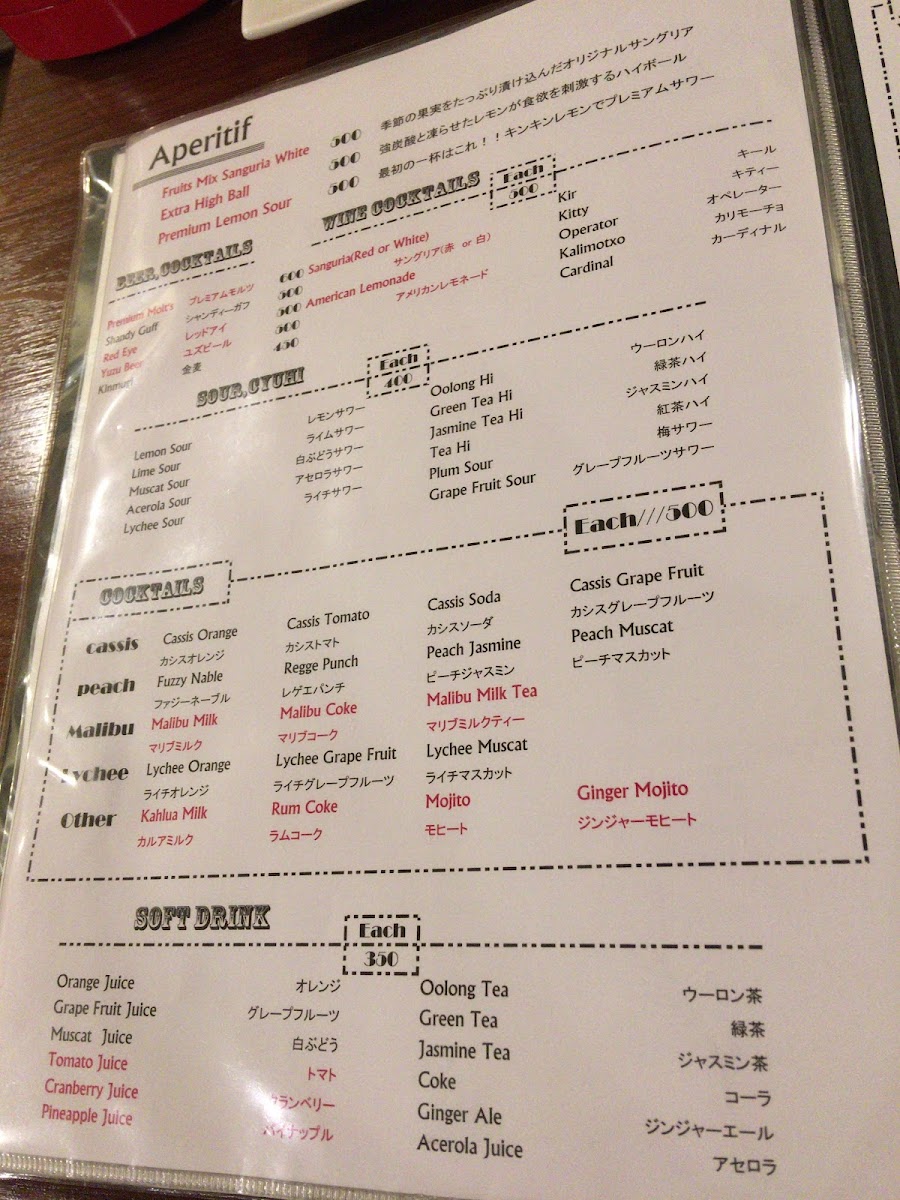 Aperitif
Fruits Mix Sanguria White 500 季節の果実をたっぷり漬け込んだオリジナルサングリア
Extra High Ball 500 強炭酸と凍らせたレモンが食欲を刺激するハイボール
Premium Lemon Sour 500 最初の一杯はこれ！！キンキンレモンでプレミアムサワー
BEER,COCKTAILS
Premium Molt's プレミアムモルツ 600
Shandy Guff シャンディーガフ 500
Red Eye レッドアイ 500
Yuzu Beer ユズビール 500
Kinmugi 金麦 450
WINE COCKTAILS Each 500
Sanguria(Red or White)
サングリア(赤 or 白)
American Lemonade
アメリカンレモネード
Kir キール
Kitty キティー
Operator オペレーター
Kalimotxo カリモーチョ
Cardinal カーディナル
SOUR,CYUHI Each 400
Lemon Sour レモンサワー
Lime Sour ライムサワー
Muscat Sour 白ぶどうサワー
Acerola Sour アセロラサワー
Lychee Sour ライチサワー
Oolong Hi ウーロンハイ
Green Tea Hi 緑茶ハイ
Jasmine Tea Hi ジャスミンハイ
Tea Hi 紅茶ハイ
Plum Sour 梅サワー
Grape Fruit Sour グレープフルーツサワー
COCKTAILS Each///500
cassis Cassis Orange Cassis Tomato Cassis Soda Cassis Grape Fruit
カシスオレンジ カシストマト カシスソーダ カシスグレープフルーツ
peach Fuzzy Nable Regge Punch Peach Jasmine Peach Muscat
ファジーネーブル レゲエパンチ ピーチジャスミン ピーチマスカット
Malibu Malibu Milk Malibu Coke Malibu Milk Tea
マリブミルク マリブコーク マリブミルクティー
Lychee Lychee Orange Lychee Grape Fruit Lychee Muscat
ライチオレンジ ライチグレープフルーツ ライチマスカット
Other Kahlua Milk Rum Coke Mojito Ginger Mojito
カルアミルク ラムコーク モヒート ジンジャーモヒート
SOFT DRINK Each 350
Orange Juice オレンジ
Grape Fruit Juice グレープフルーツ
Muscat Juice 白ぶどう
Tomato Juice トマト
Cranberry Juice クランベリー
Pineapple Juice パイナップル
Oolong Tea ウーロン茶
Green Tea 緑茶
Jasmine Tea ジャスミン茶
Coke コーラ
Ginger Ale ジンジャーエール
Acerola Juice アセロラ